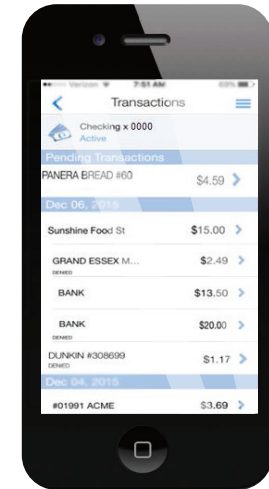 Verizon 7:51 AM
Transactions
Checking x 0000
Active
Pending Transactions
PANERA BREAD #60 $4.59
Dec 06, 2015
Sunshine Food St $15.00
GRAND ESSEX M... $2.49
DENIED
BANK $13.50
BANK $20.00
DENIED
DUNKIN #308699 $1.17
DENIED
Dec 04, 2015
#01991 ACME $3.69